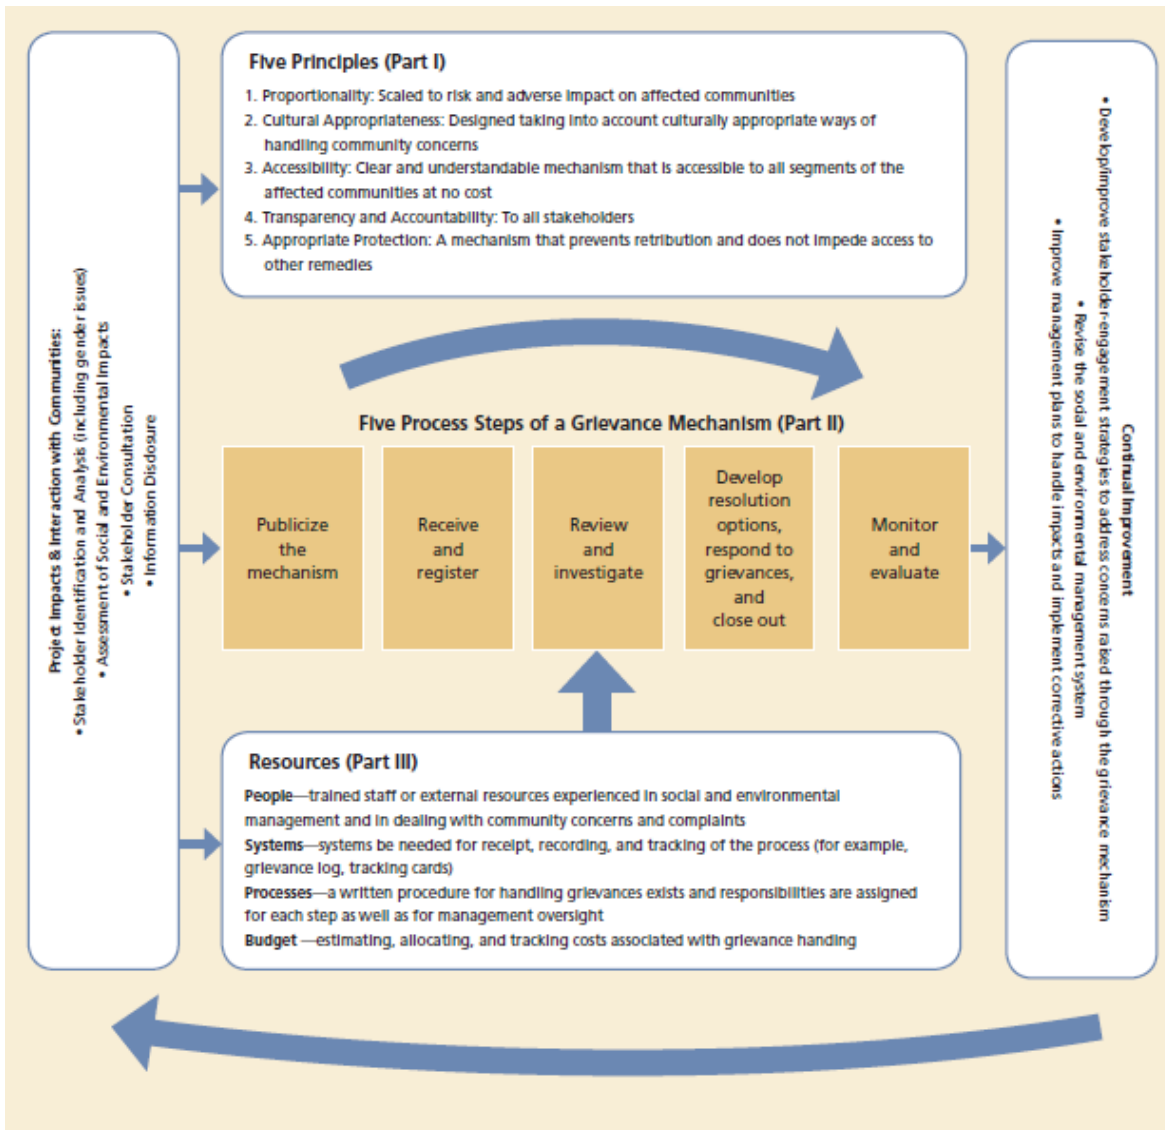 Project Impacts & Interaction with Communities:
• Stakeholder Identification and Analysis (including gender issues)
• Assessment of Social and Environmental Impacts
• Stakeholder Consultation
• Information Disclosure
Five Principles (Part I)
1. Proportionality: Scaled to risk and adverse impact on affected communities
2. Cultural Appropriateness: Designed taking into account culturally appropriate ways of
handling community concerns
3. Accessibility: Clear and understandable mechanism that is accessible to all segments of the
affected communities at no cost
4. Transparency and Accountability: To all stakeholders
5. Appropriate Protection: A mechanism that prevents retribution and does not impede access to
other remedies
Five Process Steps of a Grievance Mechanism (Part II)
Publicize
the
mechanism
Receive
and
register
Review
and
investigate
Develop
resolution
options,
respond to
grievances,
and
close out
Monitor
and
evaluate
Resources (Part III)
People—trained staff or external resources experienced in social and environmental
management and in dealing with community concerns and complaints
Systems—systems be needed for receipt, recording, and tracking of the process (for example,
grievance log, tracking cards)
Processes—a written procedure for handling grievances exists and responsibilities are assigned
for each step as well as for management oversight
Budget —estimating, allocating, and tracking costs associated with grievance handing
Continual Improvement
• Develop/improve stakeholder-engagement strategies to address concerns raised through the grievance mechanism
• Revise the social and environmental management system
• Improve management plans to handle impacts and implement corrective actions